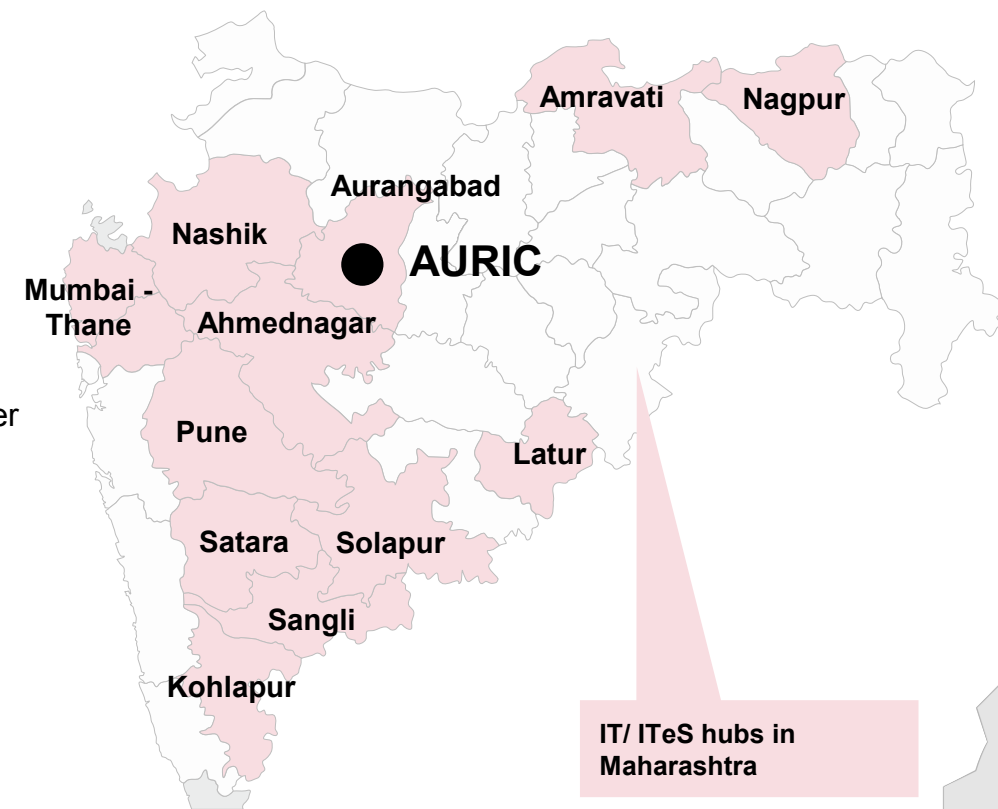 Amravati
Nagpur
Aurangabad
Nashik
AURIC
Mumbai -
Thane
Ahmednagar
er
Pune
Latur
Satara
Solapur
Sangli
Kohlapur
IT/ ITeS hubs in
Maharashtra